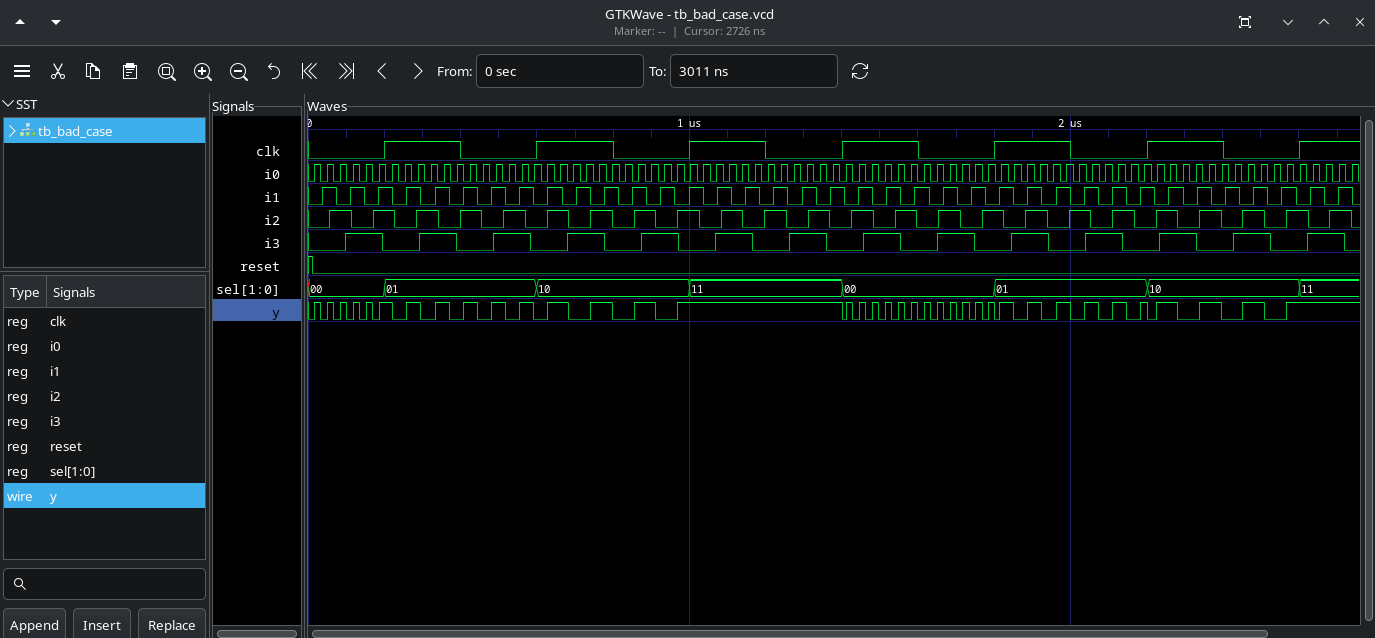 GTKWave - tb_bad_case.vcd
Marker: -- | Cursor: 2726 ns
From: 0 sec To: 3011 ns
SST
tb_bad_case
Type Signals
reg clk
reg i0
reg i1
reg i2
reg i3
reg reset
reg sel[1:0]
wire y
Append Insert Replace
Signals
clk
i0
i1
i2
i3
reset
sel[1:0]
y
Waves
0 1 us 2 us
00 01 10 11 00 01 10 11